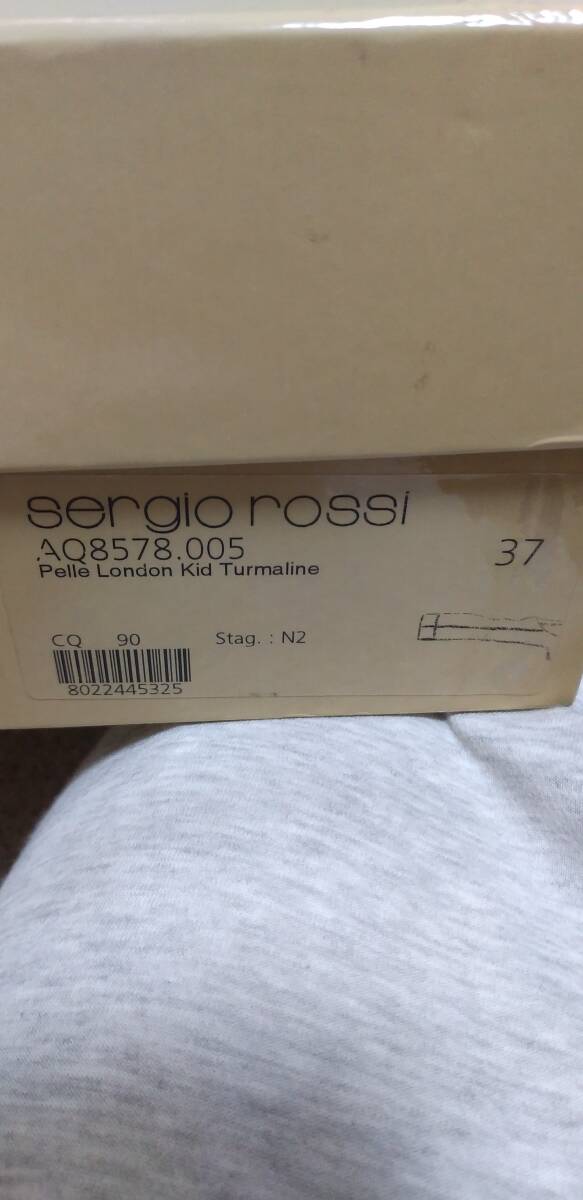 sergio rossi
AQ8578.005
37
Pelle London Kid Turmaline
CQ 90 Stag. : N2
8022445325